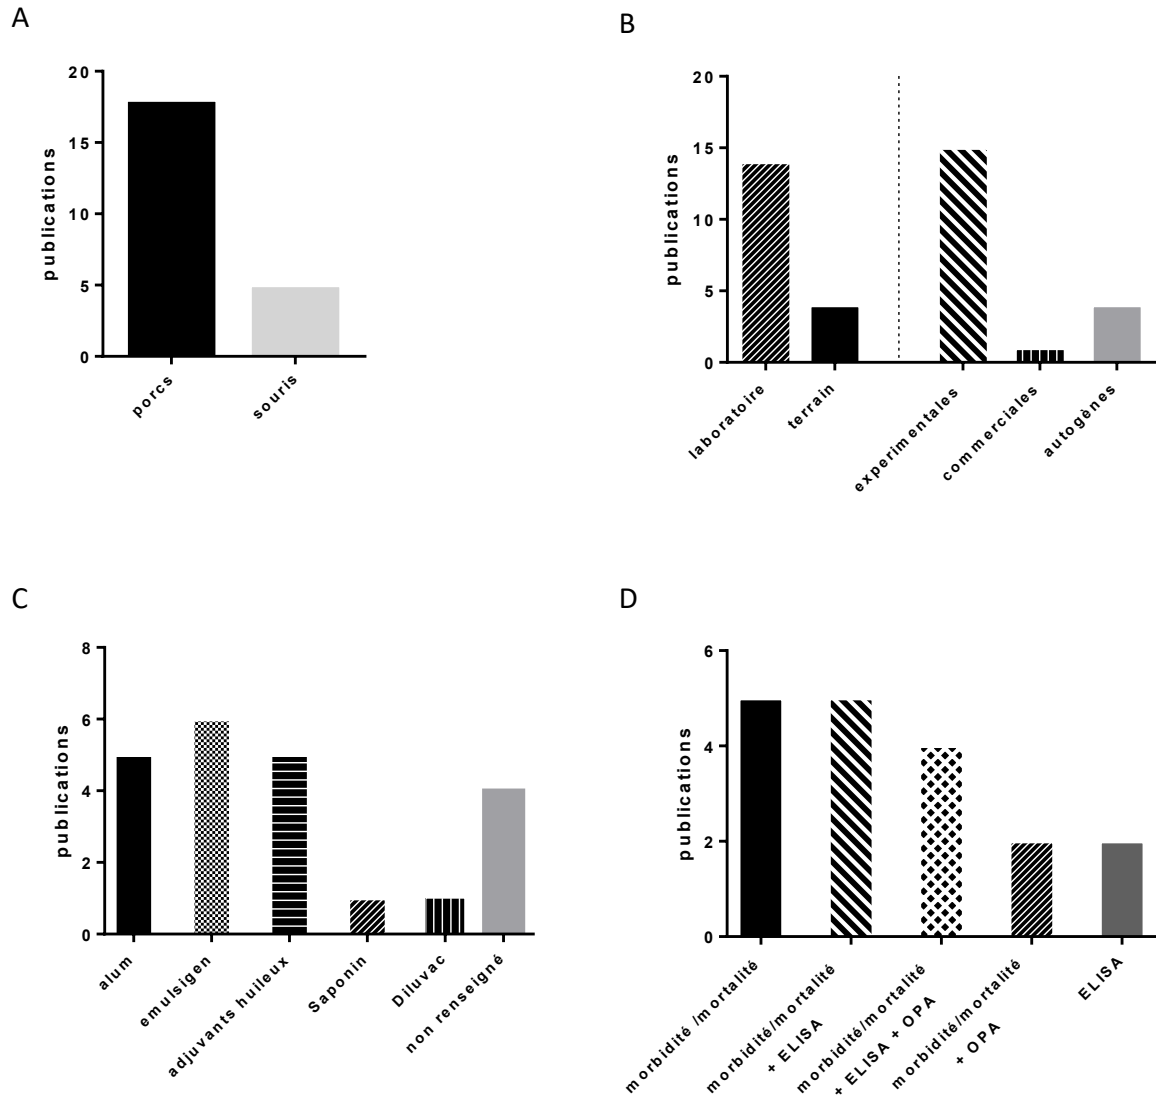 A
publications
20
15
10
5
0
porcs
souris
B
publications
20
15
10
5
0
laboratoire
terrain
experimentales
commerciales
autogènes
C
publications
8
6
4
2
0
alum
emulsigen
adjuvants huileux
Saponin
Diluvac
non renseigné
D
publications
6
4
2
0
morbidité /mortalité
morbidité/mortalité
+ ELISA
morbidité/mortalité
+ ELISA + OPA
morbidité/mortalité
+ OPA
ELISA